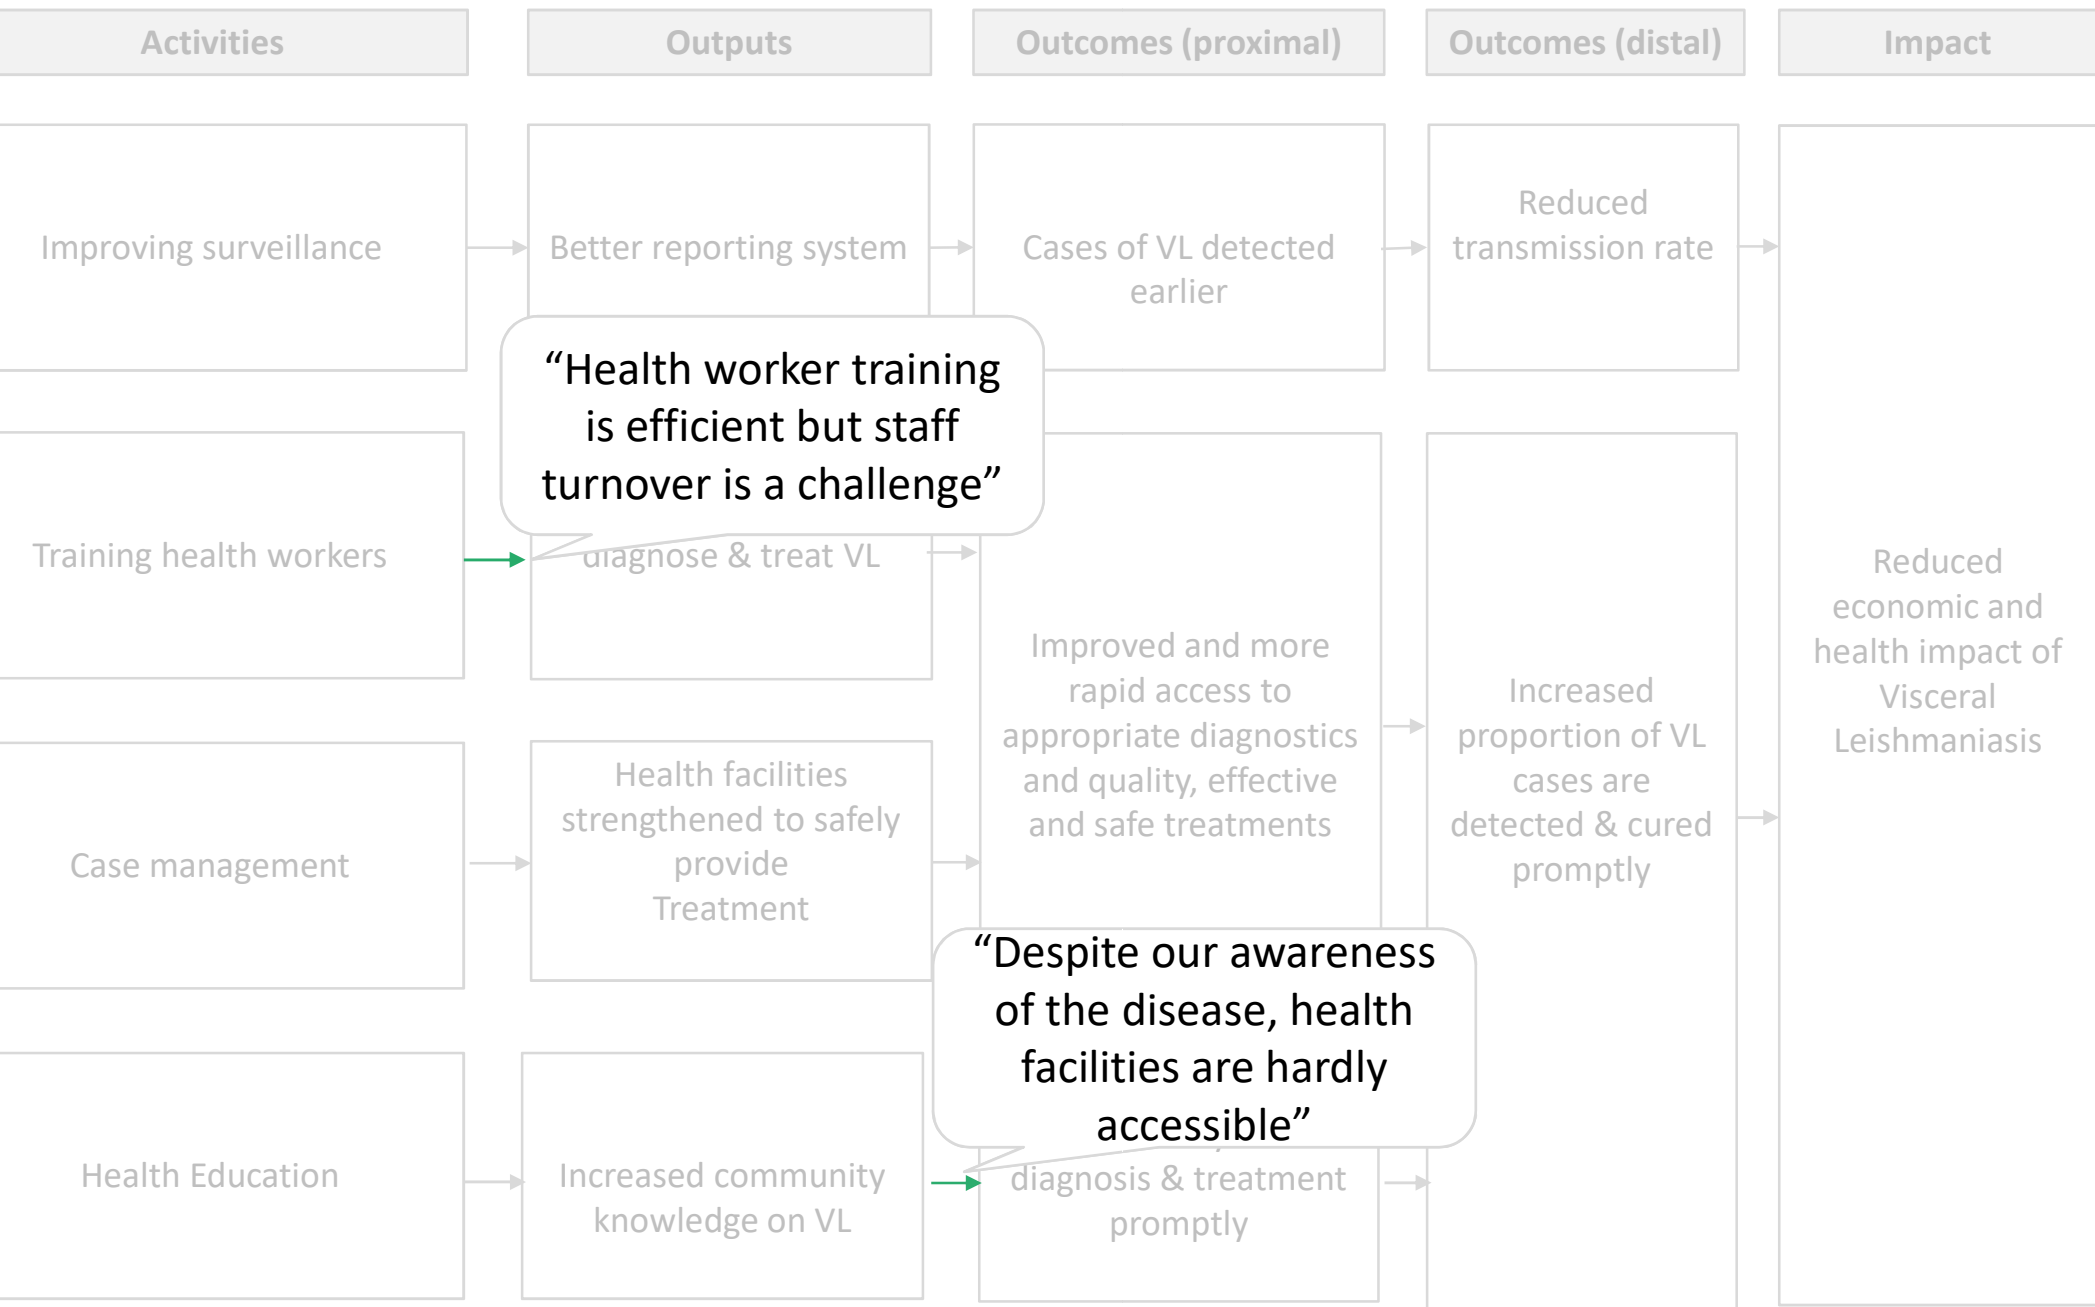 Activities
Outputs
Outcomes (proximal)
Outcomes (distal)
Impact
Improving surveillance
Better reporting system
Cases of VL detected
earlier
Reduced
transmission rate
“Health worker training
is efficient but staff
turnover is a challenge”
Training health workers
diagnose & treat VL
Improved and more
rapid access to
appropriate diagnostics
and quality, effective
and safe treatments
Increased
proportion of VL
cases are
detected & cured
promptly
Reduced
economic and
health impact of
Visceral
Leishmaniasis
Case management
Health facilities
strengthened to safely
provide
Treatment
“Despite our awareness
of the disease, health
facilities are hardly
accessible”
Health Education
Increased community
knowledge on VL
diagnosis & treatment
promptly